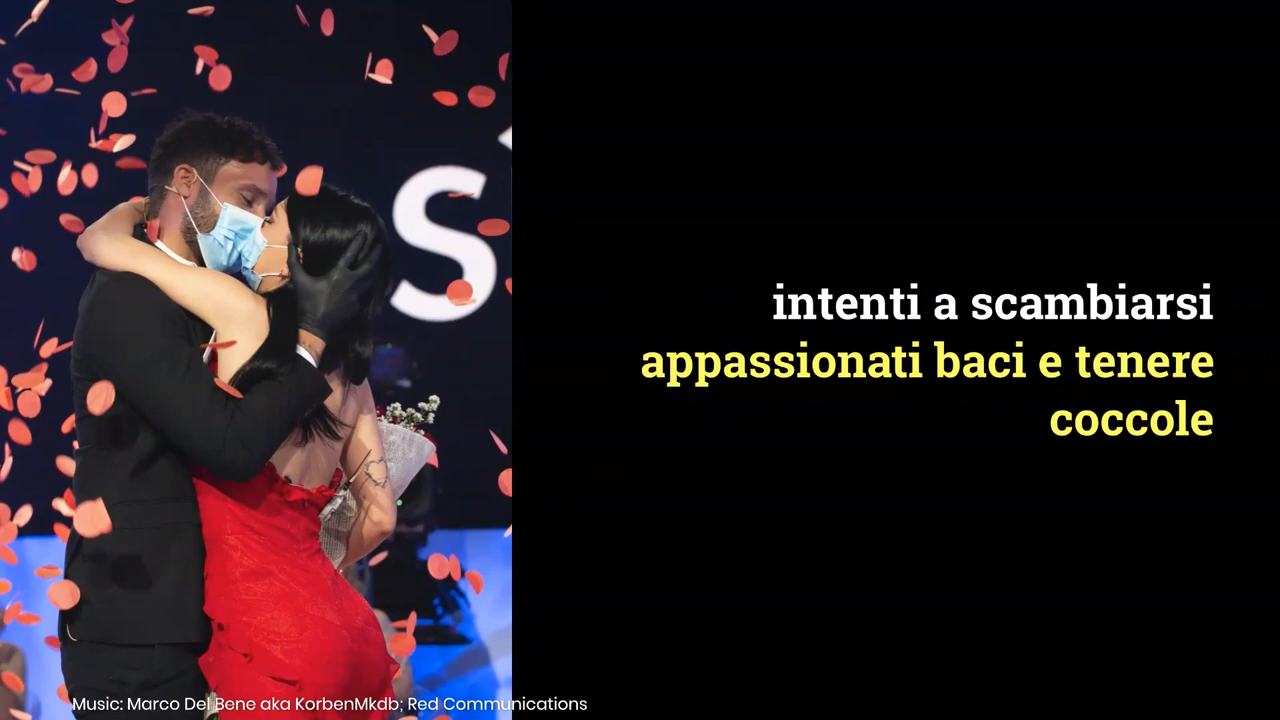 S
intenti a scambiarsi
appassionati baci e tenere
coccole
Music: Marco Del Bene aka KorbenMkdb; Red Communications